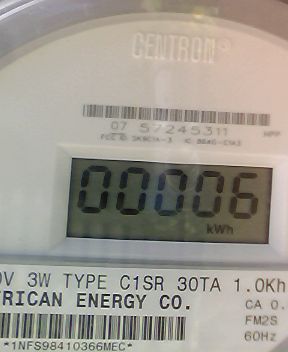 CENTRON®
07 57245311
00006
kWh
0V 3W TYPE C1SR 30TA 1.0Kh
TRICAN ENERGY CO.
CA 0.
FM2S
60Hz
*1NFS98410366MEC*